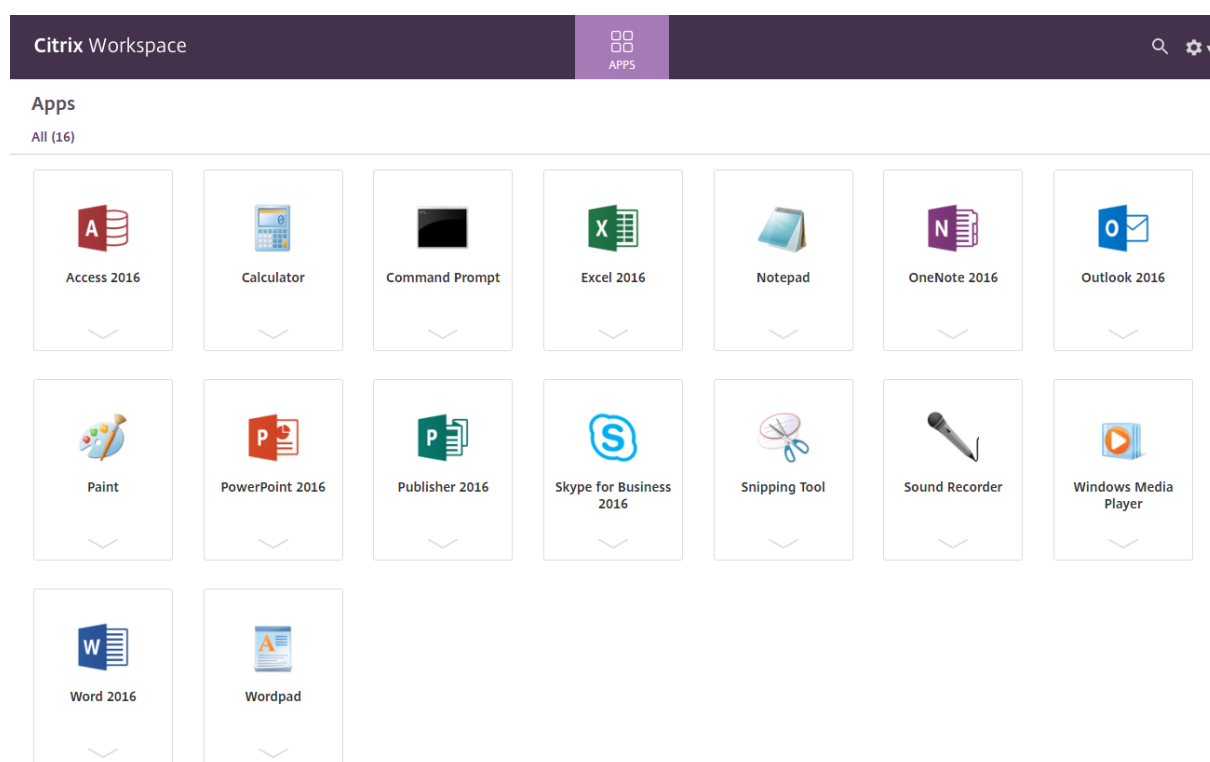 Citrix Workspace
APPS
Apps
All (16)
Access 2016
Calculator
Command Prompt
Excel 2016
Notepad
OneNote 2016
Outlook 2016
Paint
PowerPoint 2016
Publisher 2016
Skype for Business
2016
Snipping Tool
Sound Recorder
Windows Media
Player
Word 2016
Wordpad